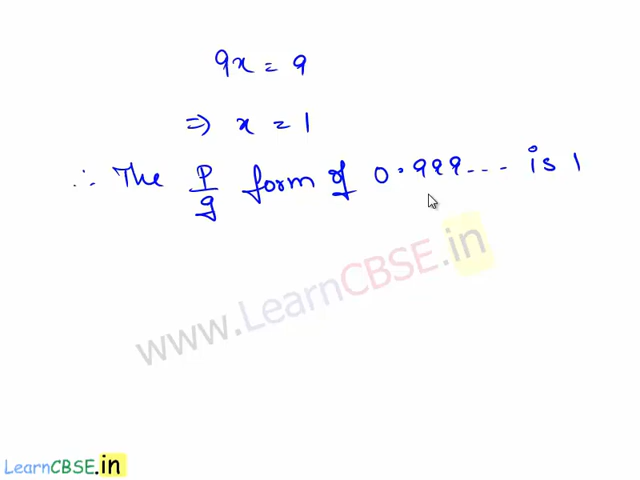 9x = 9
⇒ x = 1
∴ The p/q form of 0.999... is 1
www.LearnCBSE.in
LearnCBSE.in